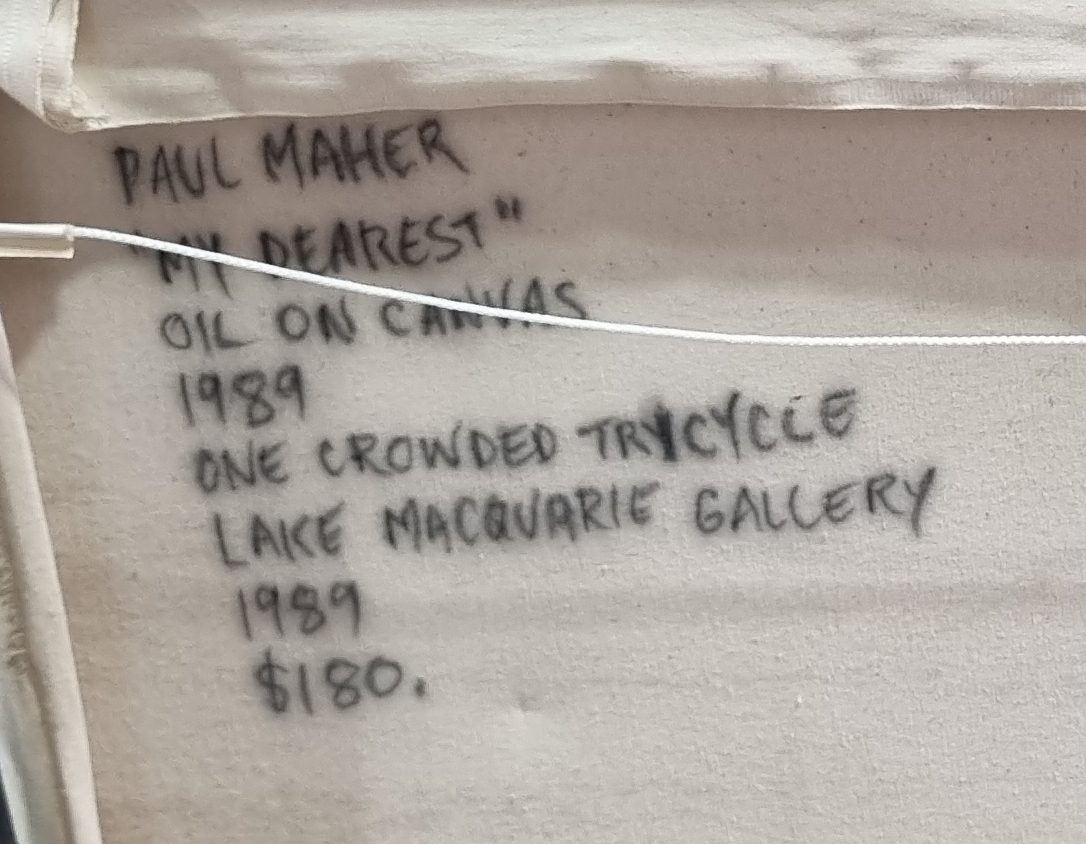 PAUL MAHER
"MY DEAREST"
OIL ON CANVAS
1989
ONE CROWDED TRYCYCLE
LAKE MACQUARIE GALLERY
1989
$180.